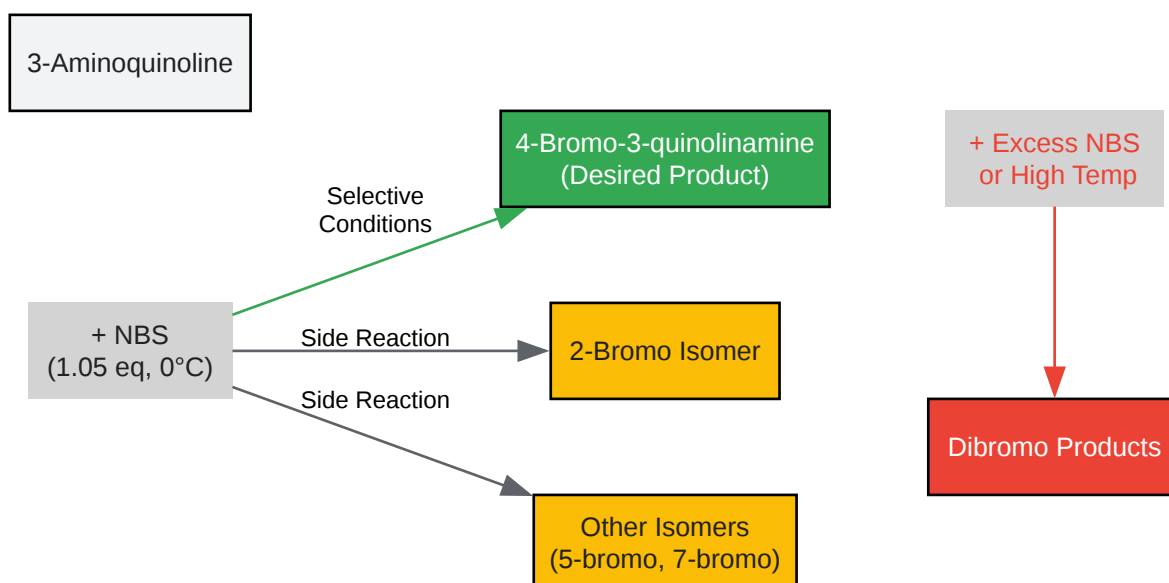 3-Aminoquinoline
4-Bromo-3-quinolinamine
(Desired Product)
+ Excess NBS
or High Temp
Selective
Conditions
+ NBS
(1.05 eq, 0°C)
Side Reaction
2-Bromo Isomer
Side Reaction
Dibromo Products
Other Isomers
(5-bromo, 7-bromo)